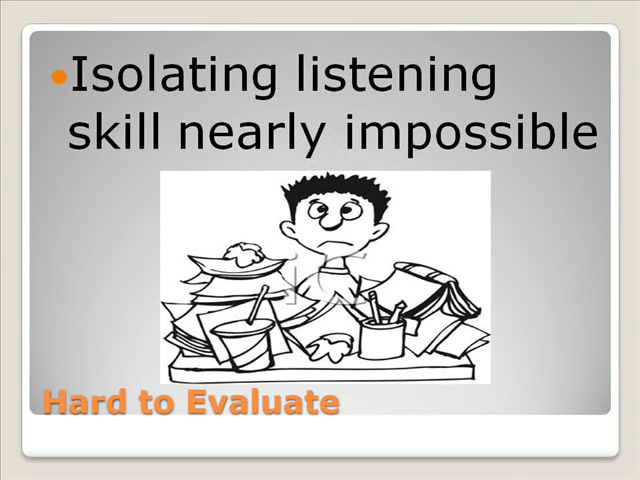 Isolating listening
skill nearly impossible
Hard to Evaluate